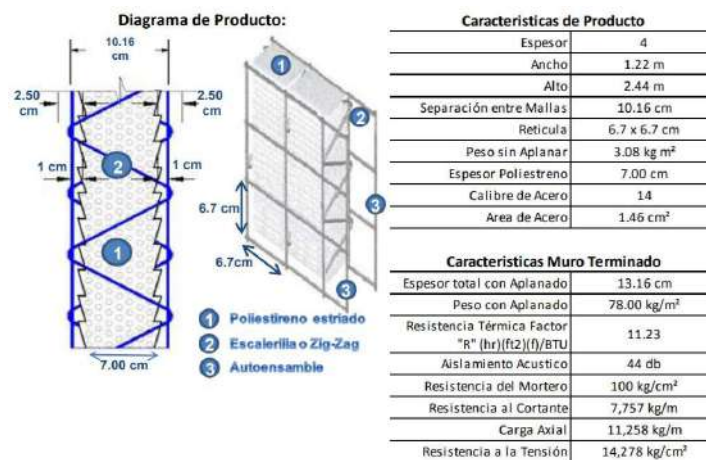 Diagrama de Producto:
10.16
cm
2.50
cm
2.50
cm
1 cm
2
1 cm
1
7.00 cm
1
2
3
3
6.7 cm
6.7cm
1 Poliestireno estriado
2 Escalerilla o Zig-Zag
3 Autoensamble
Caracteristicas de Producto
Espesor 4
Ancho 1.22 m
Alto 2.44 m
Separación entre Mallas 10.16 cm
Reticula 6.7 x 6.7 cm
Peso sin Aplanar 3.08 kg m²
Espesor Poliestreno 7.00 cm
Calibre de Acero 14
Area de Acero 1.46 cm²
Caracteristicas Muro Terminado
Espesor total con Aplanado 13.16 cm
Peso con Aplanado 78.00 kg/m²
Resistencia Térmica Factor
"R" (hr)(ft2)(f)/BTU 11.23
Aislamiento Acustico 44 db
Resistencia del Mortero 100 kg/cm²
Resistencia al Cortante 7,757 kg/m
Carga Axial 11,258 kg/m
Resistencia a la Tensión 14,278 kg/cm²